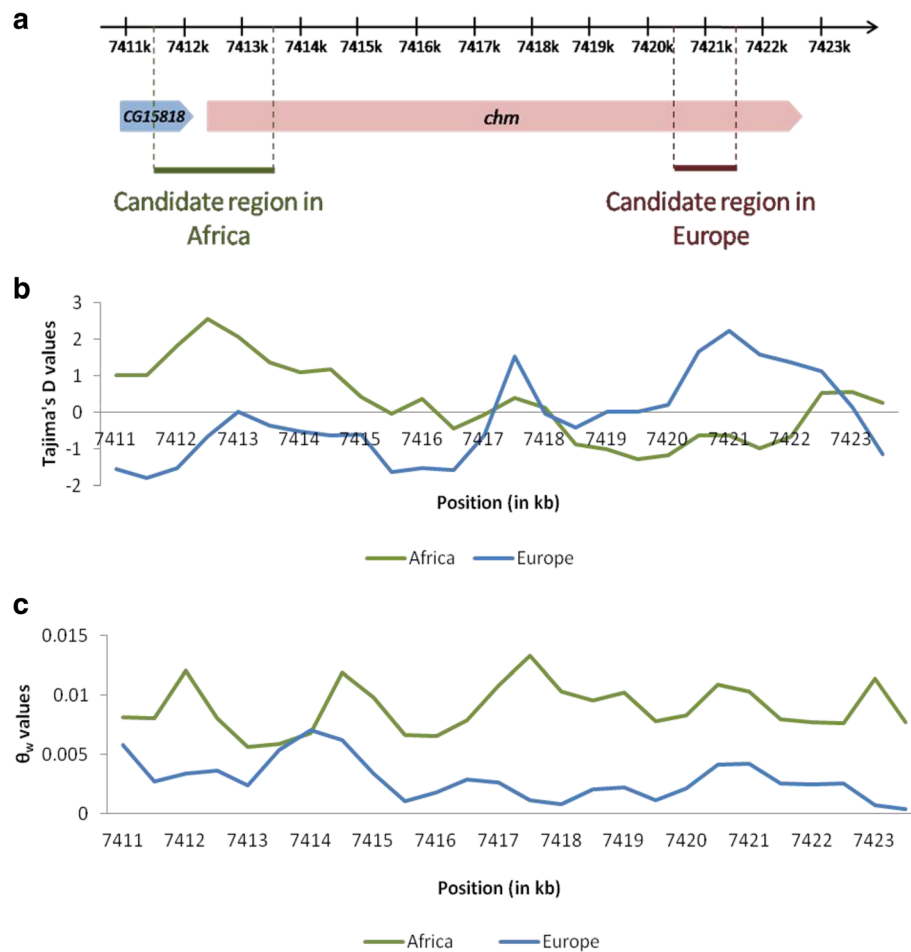 a
7411k 7412k 7413k 7414k 7415k 7416k 7417k 7418k 7419k 7420k 7421k 7422k 7423k
CG15818
chm
Candidate region in
Africa
Candidate region in
Europe
b
Tajima's D values
3
2
1
0
-1
-2
7411 7412 7413 7414 7415 7416 7417 7418 7419 7420 7421 7422 7423
Position (in kb)
Africa Europe
c
θw values
0.015
0.01
0.005
0
7411 7412 7413 7414 7415 7416 7417 7418 7419 7420 7421 7422 7423
Position (in kb)
Africa Europe